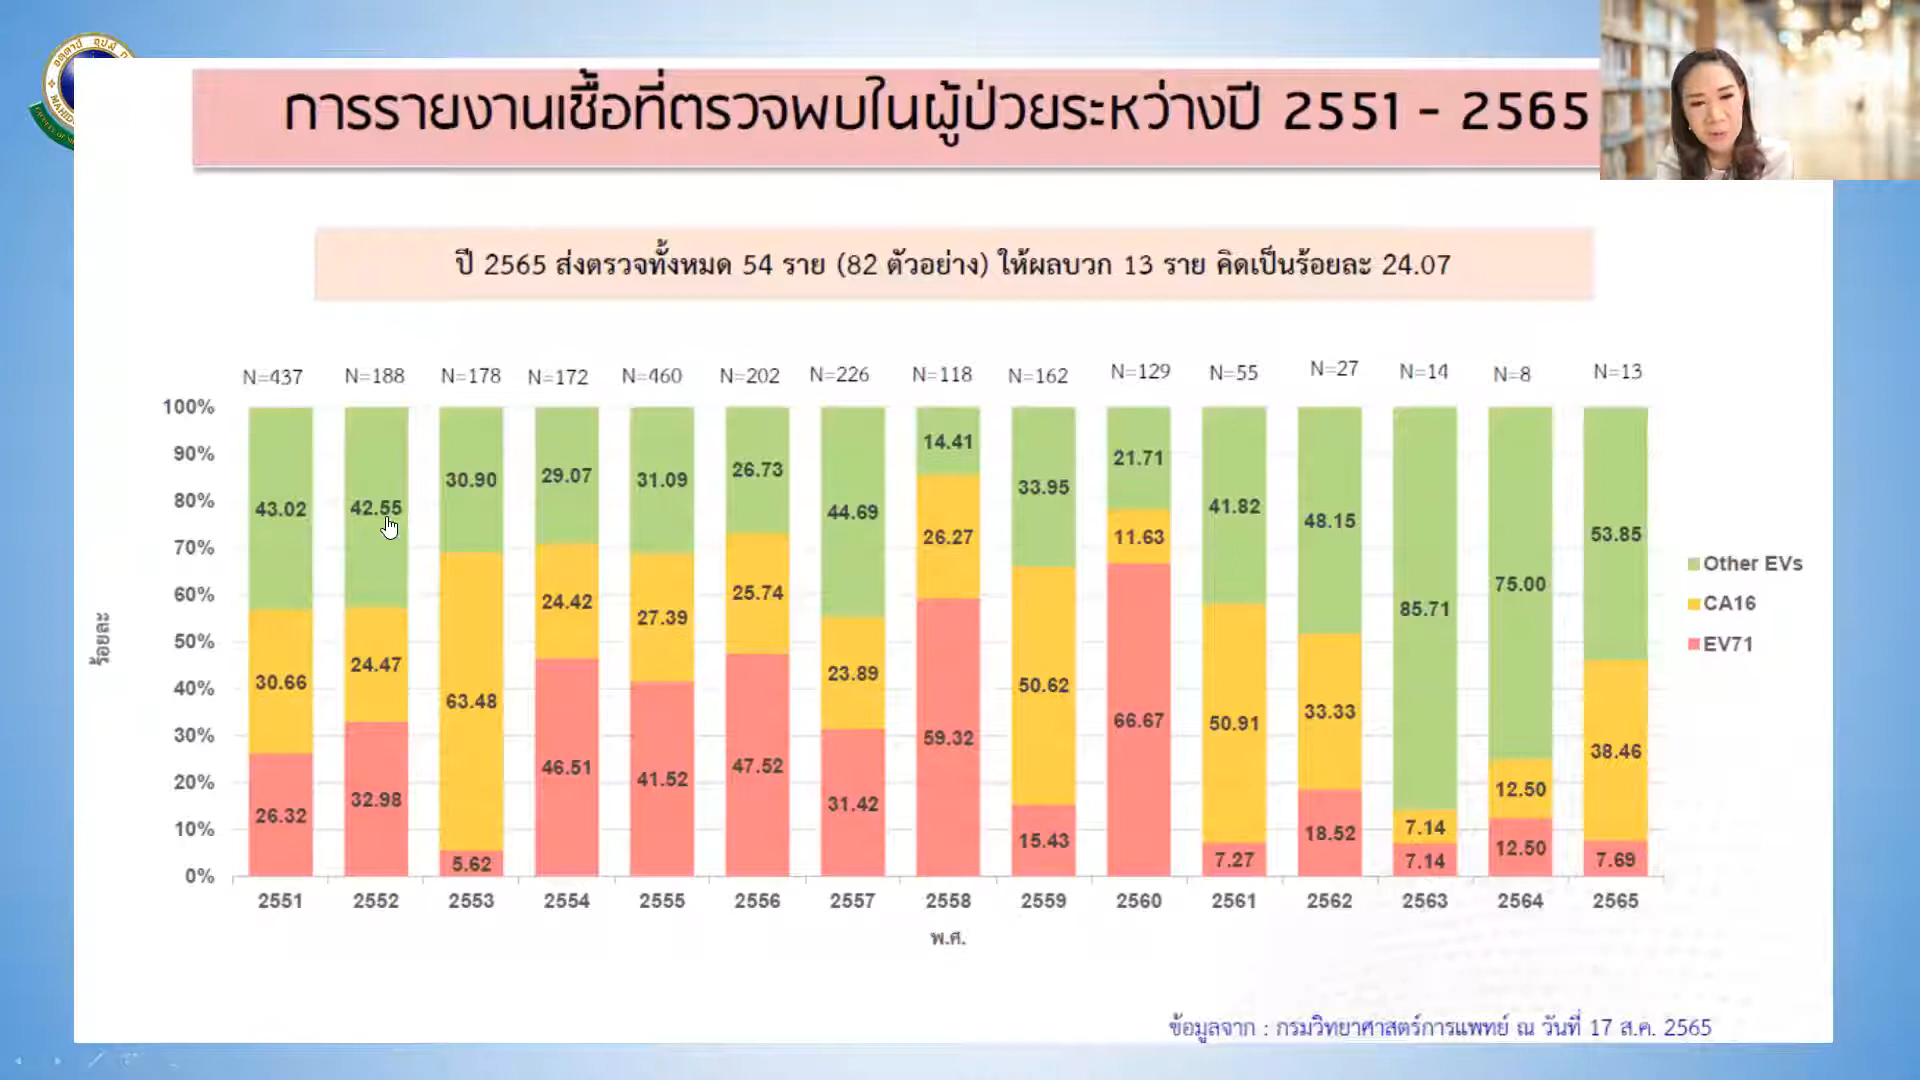 การรายงานเชื้อที่ตรวจพบในผู้ป่วยระหว่างปี 2551 - 2565
ปี 2565 ส่งตรวจทั้งหมด 54 ราย (82 ตัวอย่าง) ให้ผลบวก 13 ราย คิดเป็นร้อยละ 24.07
N=437 N=188 N=178 N=172 N=460 N=202 N=226 N=118 N=162 N=129 N=55 N=27 N=14 N=8 N=13
100%
90%
80%
70%
60%
50%
40%
30%
20%
10%
0%
ร้อยละ
43.02 42.55 30.90 29.07 31.09 26.73 44.69 14.41 33.95 21.71 41.82 48.15 85.71 75.00 53.85
30.66 24.47 63.48 24.42 27.39 25.74 23.89 26.27 50.62 11.63 50.91 33.33 7.14 12.50 38.46
26.32 32.98 5.62 46.51 41.52 47.52 31.42 59.32 15.43 66.67 7.27 18.52 7.14 12.50 7.69
2551 2552 2553 2554 2555 2556 2557 2558 2559 2560 2561 2562 2563 2564 2565
พ.ศ.
Other EVs
CA16
EV71
ข้อมูลจาก : กรมวิทยาศาสตร์การแพทย์ ณ วันที่ 17 ส.ค. 2565